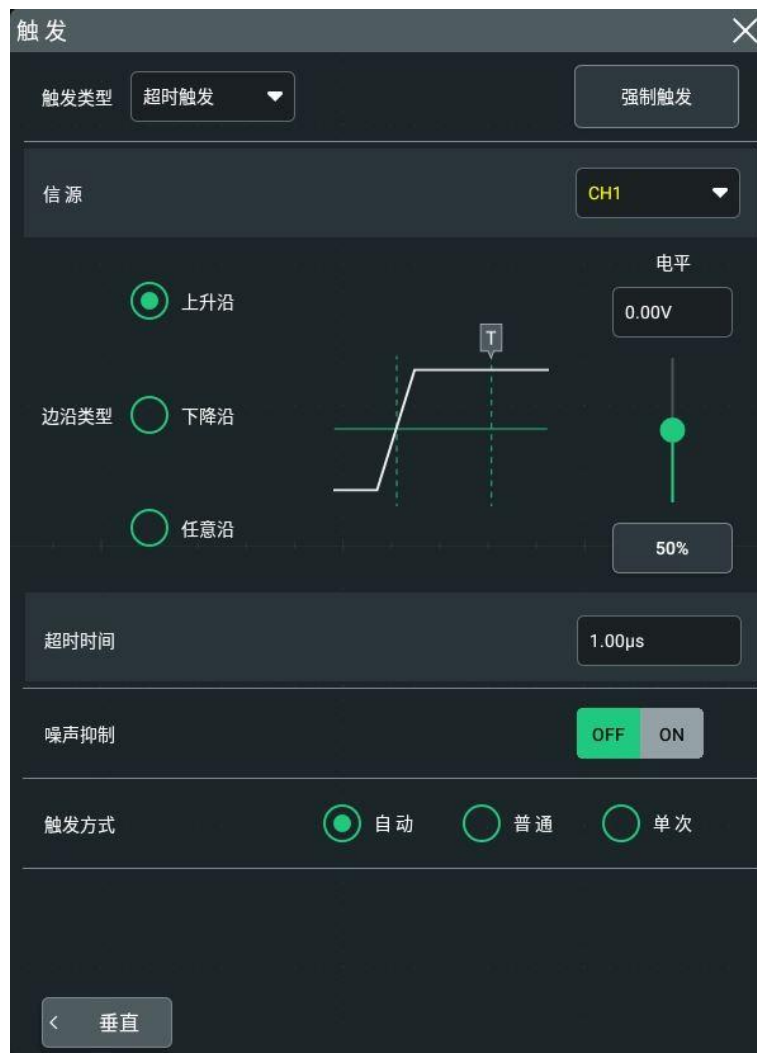 触发
触发类型 超时触发 强制触发
信源 CH1
电平
上升沿 0.00V
T
边沿类型 下降沿
任意沿
50%
超时时间 1.00μs
噪声抑制 OFF ON
触发方式 自动 普通 单次
< 垂直